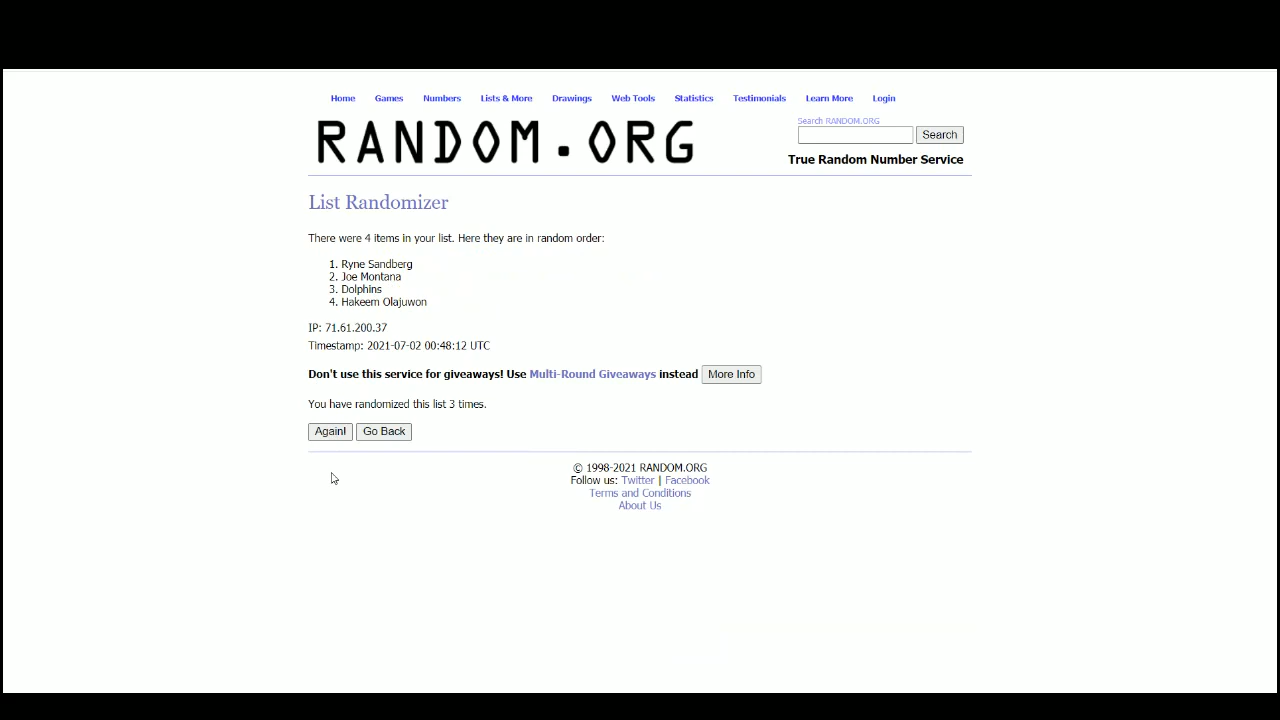 Home Games Numbers Lists & More Drawings Web Tools Statistics Testimonials Learn More Login
RANDOM.ORG
Search RANDOM.ORG
Search
True Random Number Service
List Randomizer
There were 4 items in your list. Here they are in random order:
1. Ryne Sandberg
2. Joe Montana
3. Dolphins
4. Hakeem Olajuwon
IP: 71.61.200.37
Timestamp: 2021-07-02 00:48:12 UTC
Don't use this service for giveaways! Use Multi-Round Giveaways instead More Info
You have randomized this list 3 times.
Again! Go Back
© 1998-2021 RANDOM.ORG
Follow us: Twitter | Facebook
Terms and Conditions
About Us